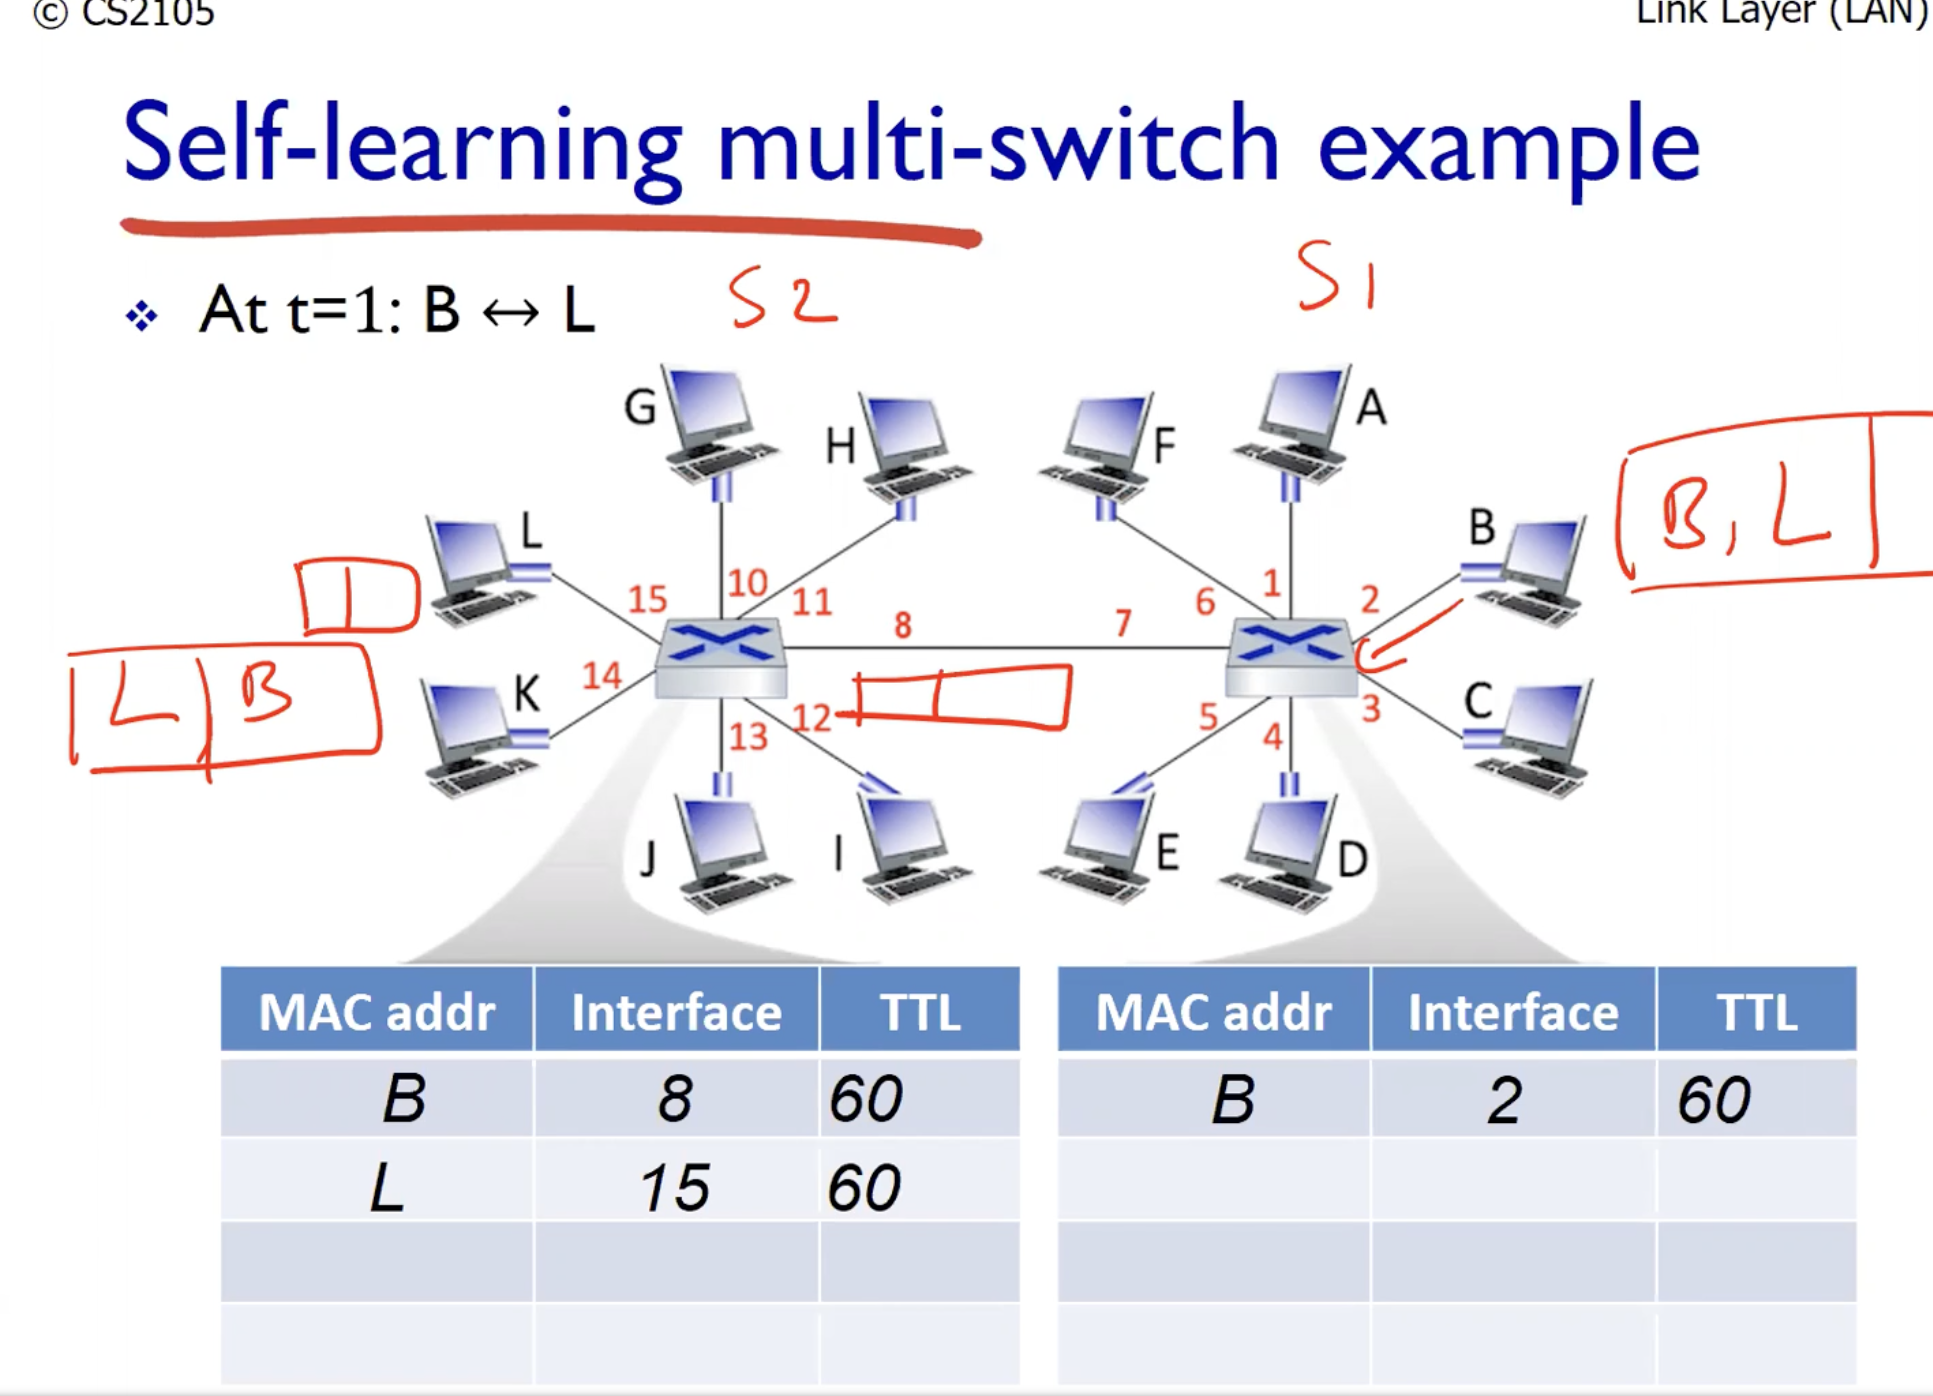 © CS2105
Link Layer (LAN)
Self-learning multi-switch example
❖ At t=1: B ↔ L
S2
S1
G
H
F
A
L
B
B, L
15
10
11
8
7
6
1
2
K
14
L B
13
12
5
4
3
C
J
I
E
D
MAC addr Interface TTL
B 8 60
L 15 60
MAC addr Interface TTL
B 2 60